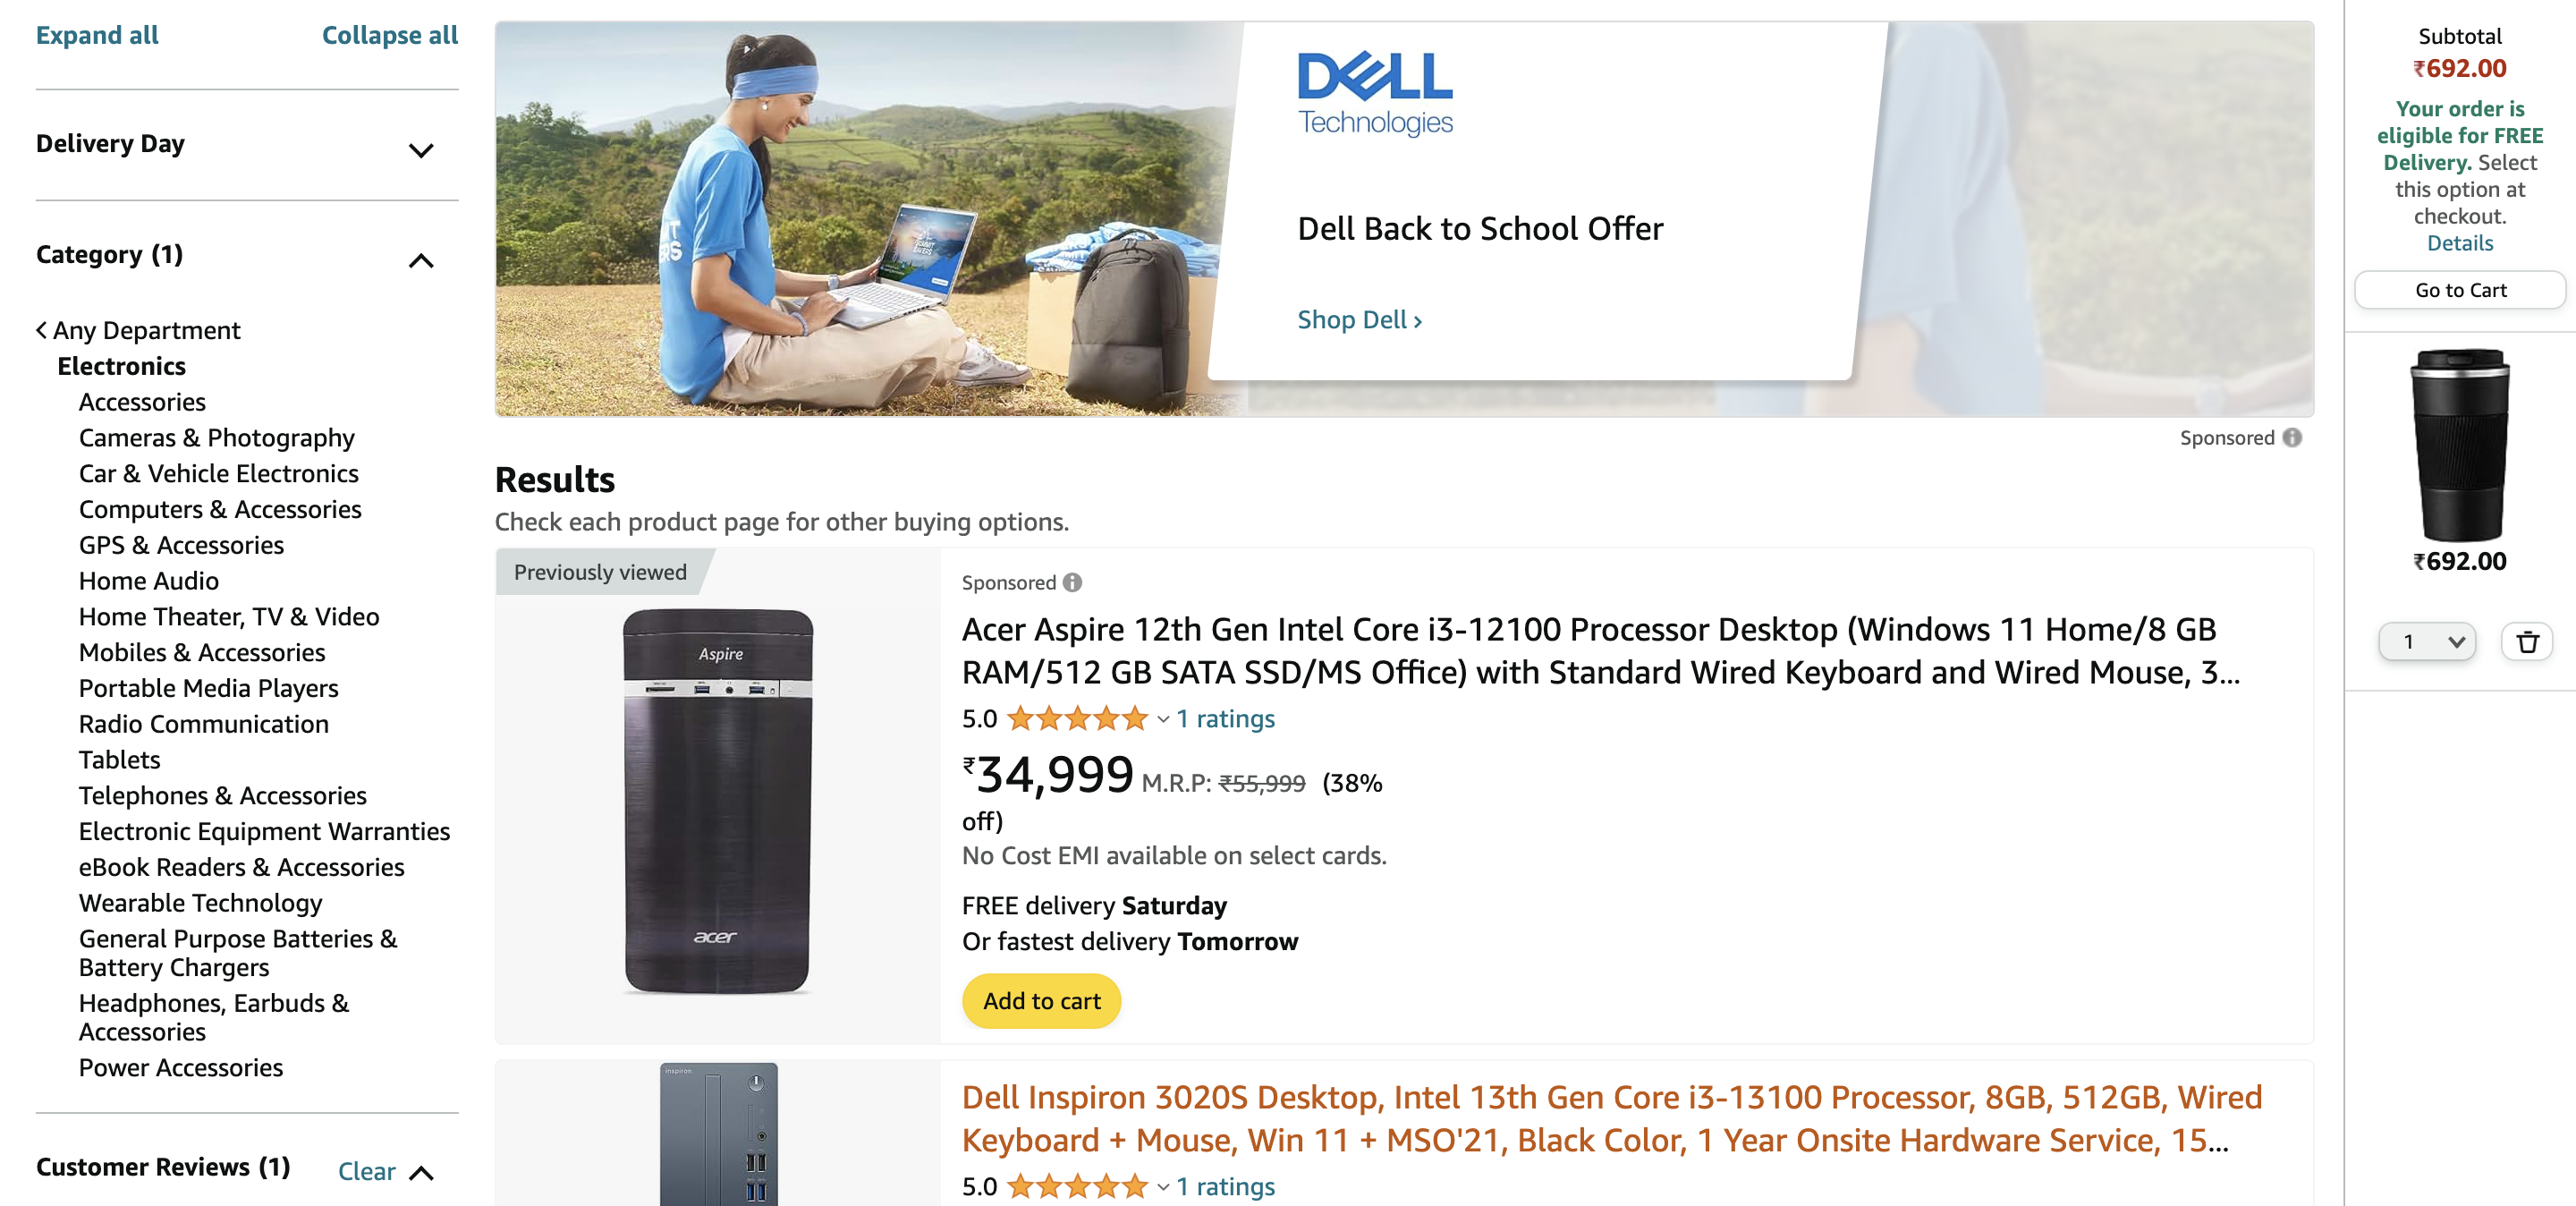 Expand all
Collapse all
Delivery Day
Category (1)
Any Department
Electronics
Accessories
Cameras & Photography
Car & Vehicle Electronics
Computers & Accessories
GPS & Accessories
Home Audio
Home Theater, TV & Video
Mobiles & Accessories
Portable Media Players
Radio Communication
Tablets
Telephones & Accessories
Electronic Equipment Warranties
eBook Readers & Accessories
Wearable Technology
General Purpose Batteries &
Battery Chargers
Headphones, Earbuds &
Accessories
Power Accessories
Customer Reviews (1)
Clear
DELL
Technologies
Dell Back to School Offer
Shop Dell ›
Sponsored
Results
Check each product page for other buying options.
Previously viewed
Aspire
acer
Sponsored
Acer Aspire 12th Gen Intel Core i3-12100 Processor Desktop (Windows 11 Home/8 GB
RAM/512 GB SATA SSD/MS Office) with Standard Wired Keyboard and Wired Mouse, 3...
5.0 1 ratings
₹34,999 M.R.P: ₹55,999 (38%
off)
No Cost EMI available on select cards.
FREE delivery Saturday
Or fastest delivery Tomorrow
Add to cart
inspiron
Dell Inspiron 3020S Desktop, Intel 13th Gen Core i3-13100 Processor, 8GB, 512GB, Wired
Keyboard + Mouse, Win 11 + MSO'21, Black Color, 1 Year Onsite Hardware Service, 15...
5.0 1 ratings
Subtotal
₹692.00
Your order is
eligible for FREE
Delivery. Select
this option at
checkout.
Details
Go to Cart
₹692.00
1